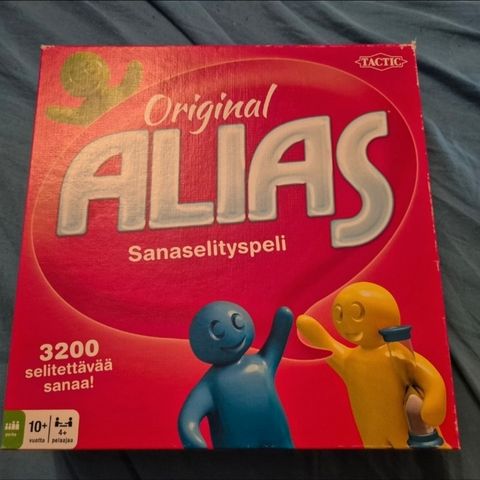 TACTIC
Original
ALIAS
Sanaselityspeli
3200
selitettävää
sanaa!
10+
vuotta
4+
pelaajaa